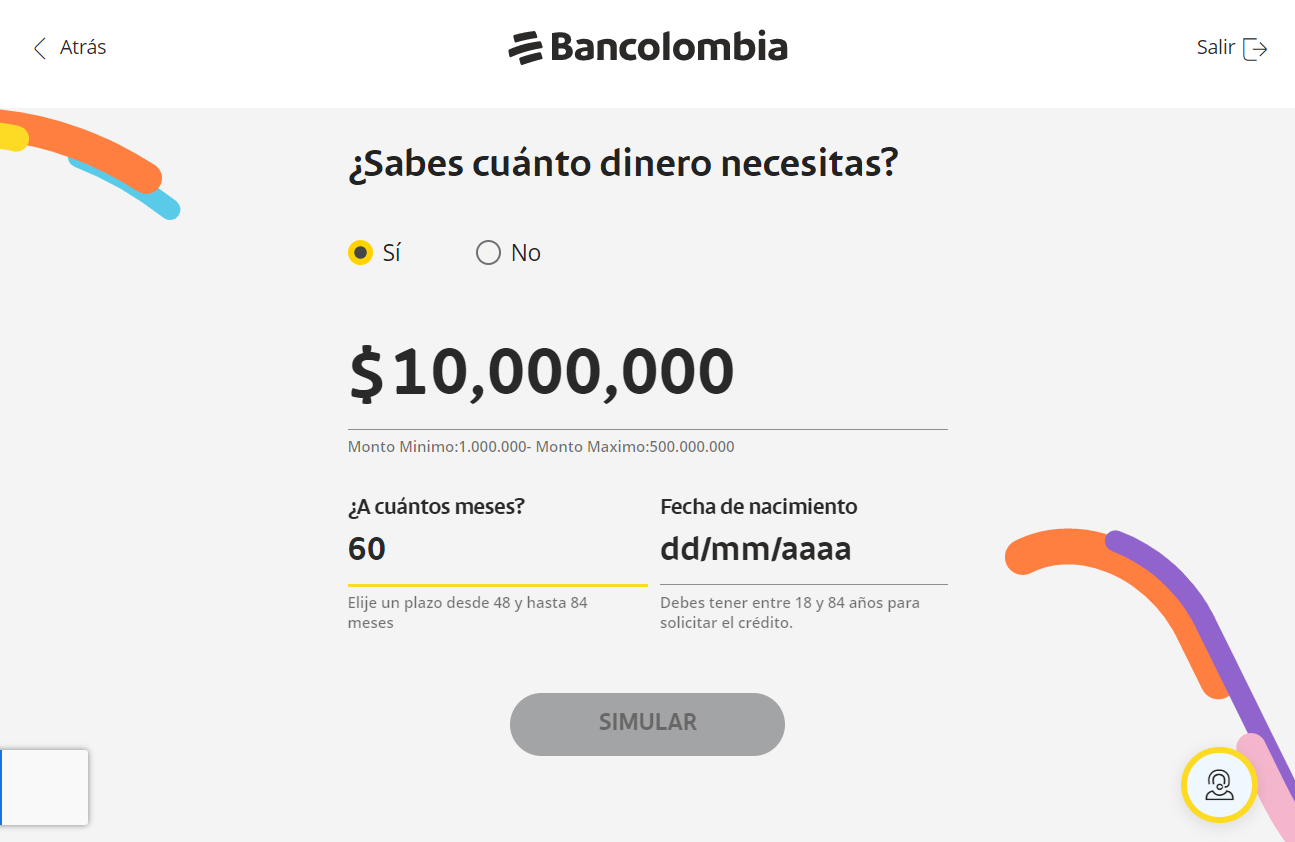 Atrás
Bancolombia
Salir
¿Sabes cuánto dinero necesitas?
Sí
No
$10,000,000
Monto Minimo:1.000.000- Monto Maximo:500.000.000
¿A cuántos meses?
60
Elije un plazo desde 48 y hasta 84
meses
Fecha de nacimiento
dd/mm/aaaa
Debes tener entre 18 y 84 años para
solicitar el crédito.
SIMULAR